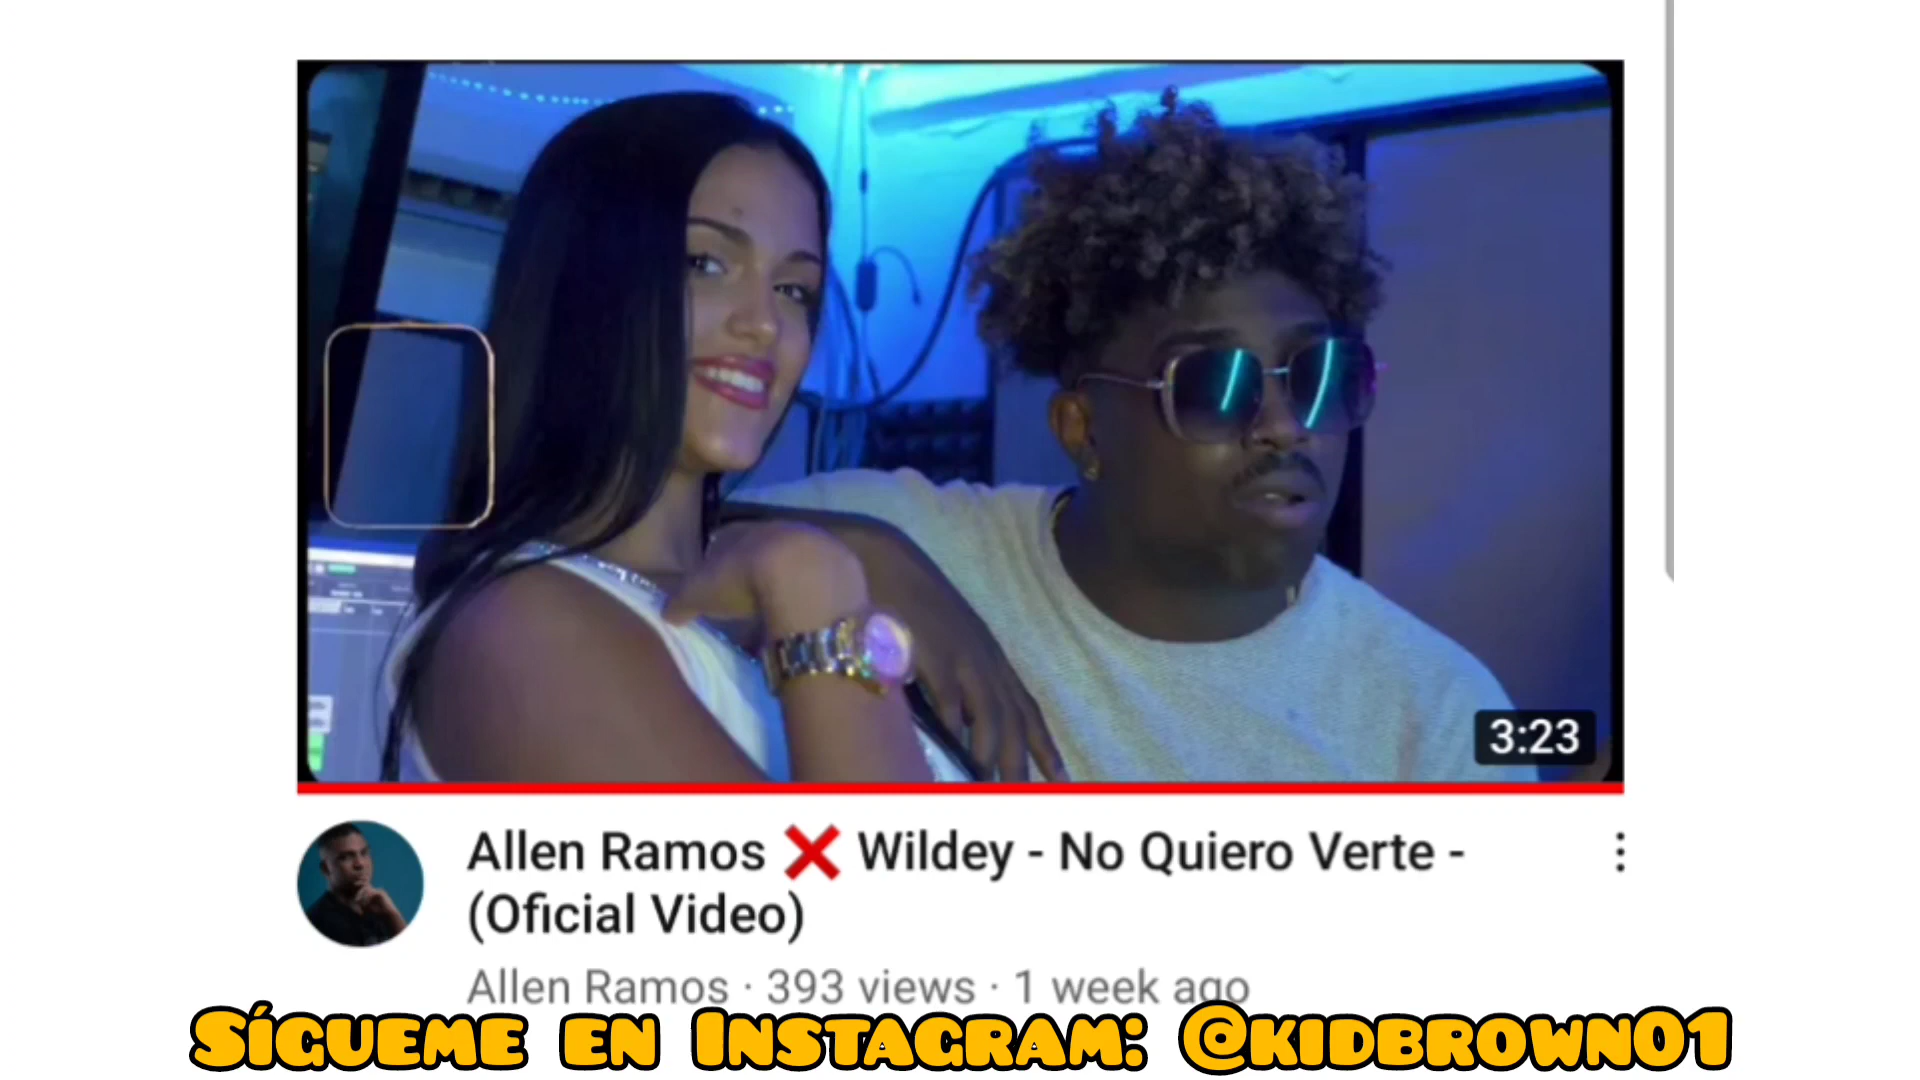 3:23
Allen Ramos ❌ Wildey - No Quiero Verte -
(Oficial Video)
Allen Ramos · 393 views · 1 week ago
Sígueme en Instagram: @kidbrown01